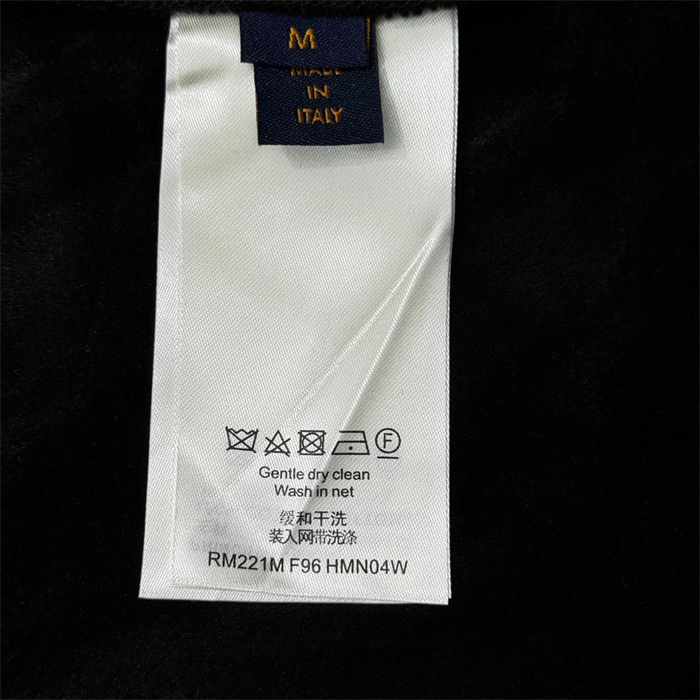 M
MADE
IN
ITALY
F
Gentle dry clean
Wash in net
缓和干洗
装入网带洗涤
RM221M F96 HMN04W